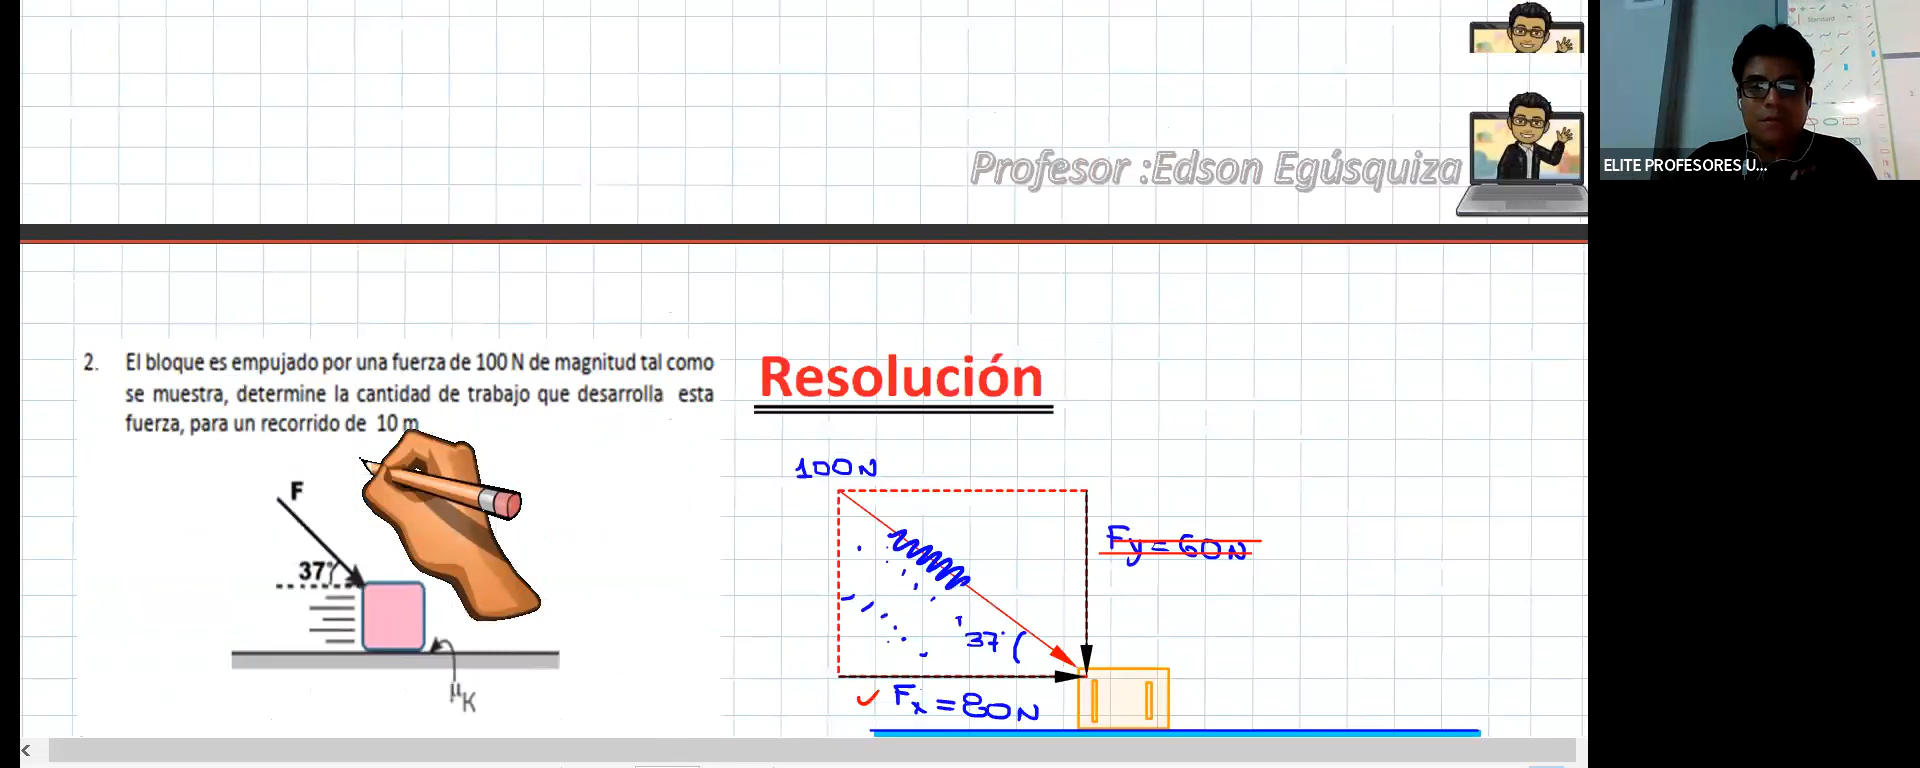 Profesor :Edson Egúsquiza
ELITE PROFESORES U...
2. El bloque es empujado por una fuerza de 100 N de magnitud tal como
se muestra, determine la cantidad de trabajo que desarrolla esta
fuerza, para un recorrido de 10 m
F
37°
μK
Resolución
100N
Fy = 60N
37°
Fx = 80N